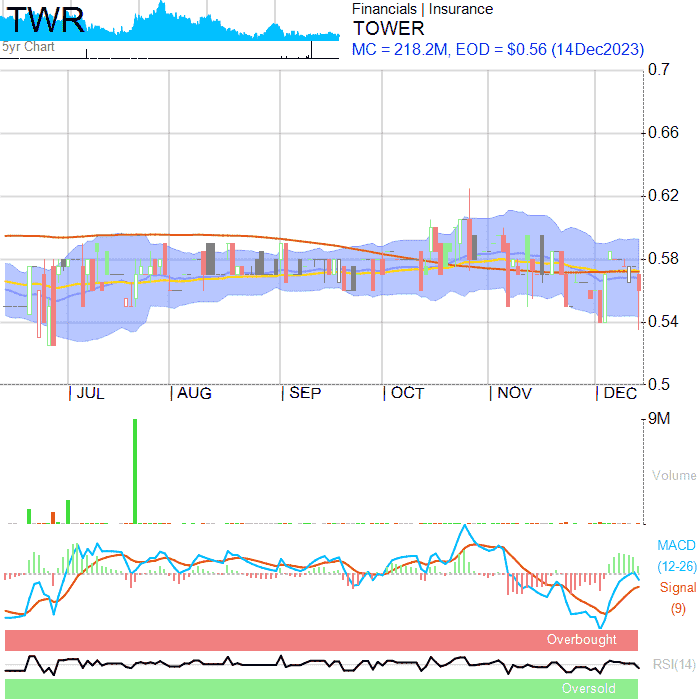 TWR
5yr Chart
Financials | Insurance
TOWER
MC = 218.2M, EOD = $0.56 (14Dec2023)
0.7
0.66
0.62
0.58
0.54
0.5
JUL AUG SEP OCT NOV DEC
9M
Volume
MACD
(12-26)
Signal
(9)
Overbought
RSI(14)
Oversold